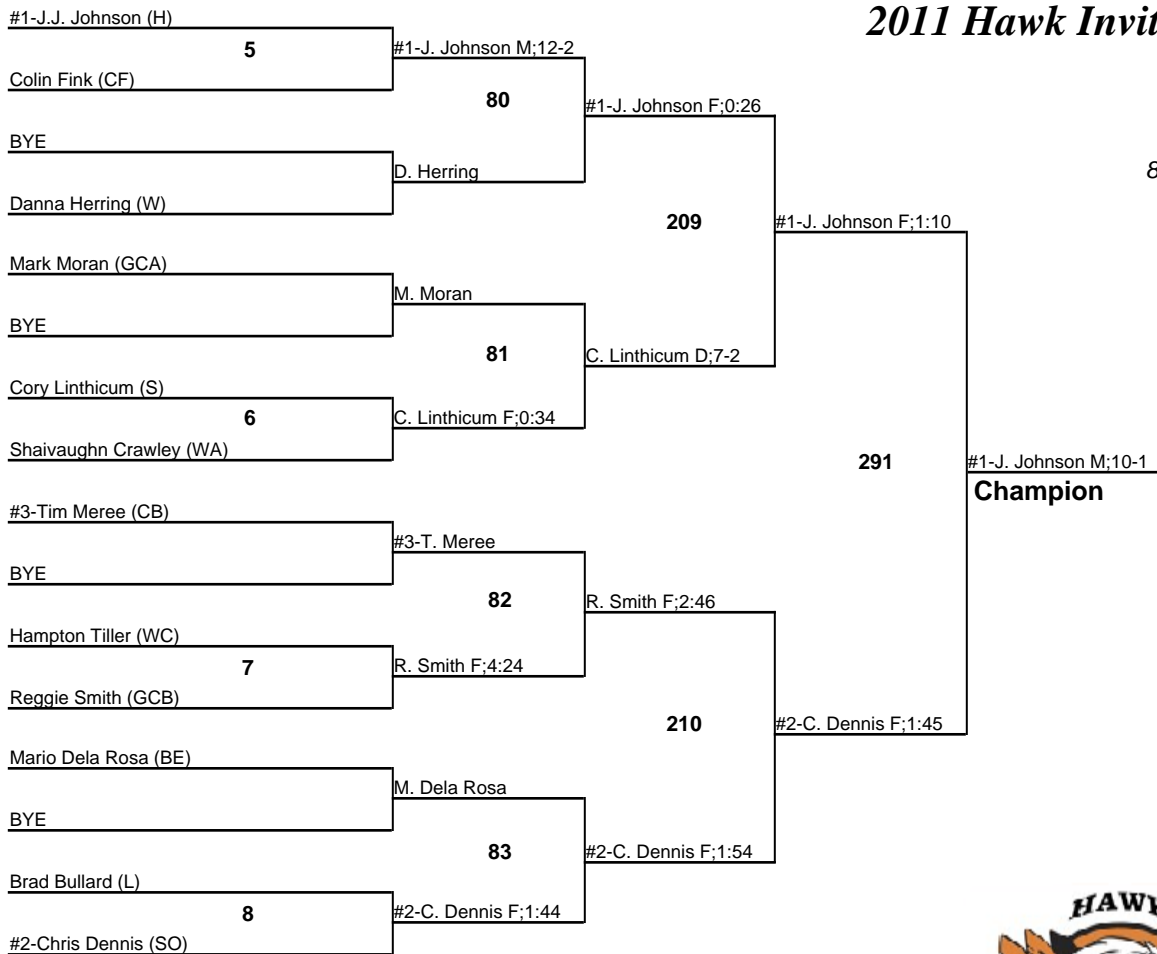 2011 Hawk Invit
8
#1-J.J. Johnson (H)
5
Colin Fink (CF)
#1-J. Johnson M;12-2
80
BYE
D. Herring
Danna Herring (W)
#1-J. Johnson F;0:26
209
Mark Moran (GCA)
M. Moran
BYE
81
Cory Linthicum (S)
6
C. Linthicum F;0:34
Shaivaughn Crawley (WA)
C. Linthicum D;7-2
#1-J. Johnson F;1:10
291
#1-J. Johnson M;10-1
Champion
#3-Tim Meree (CB)
#3-T. Meree
BYE
82
Hampton Tiller (WC)
7
R. Smith F;4:24
Reggie Smith (GCB)
R. Smith F;2:46
210
#2-C. Dennis F;1:45
Mario Dela Rosa (BE)
M. Dela Rosa
BYE
83
#2-C. Dennis F;1:54
Brad Bullard (L)
8
#2-C. Dennis F;1:44
#2-Chris Dennis (SO)
HAWK